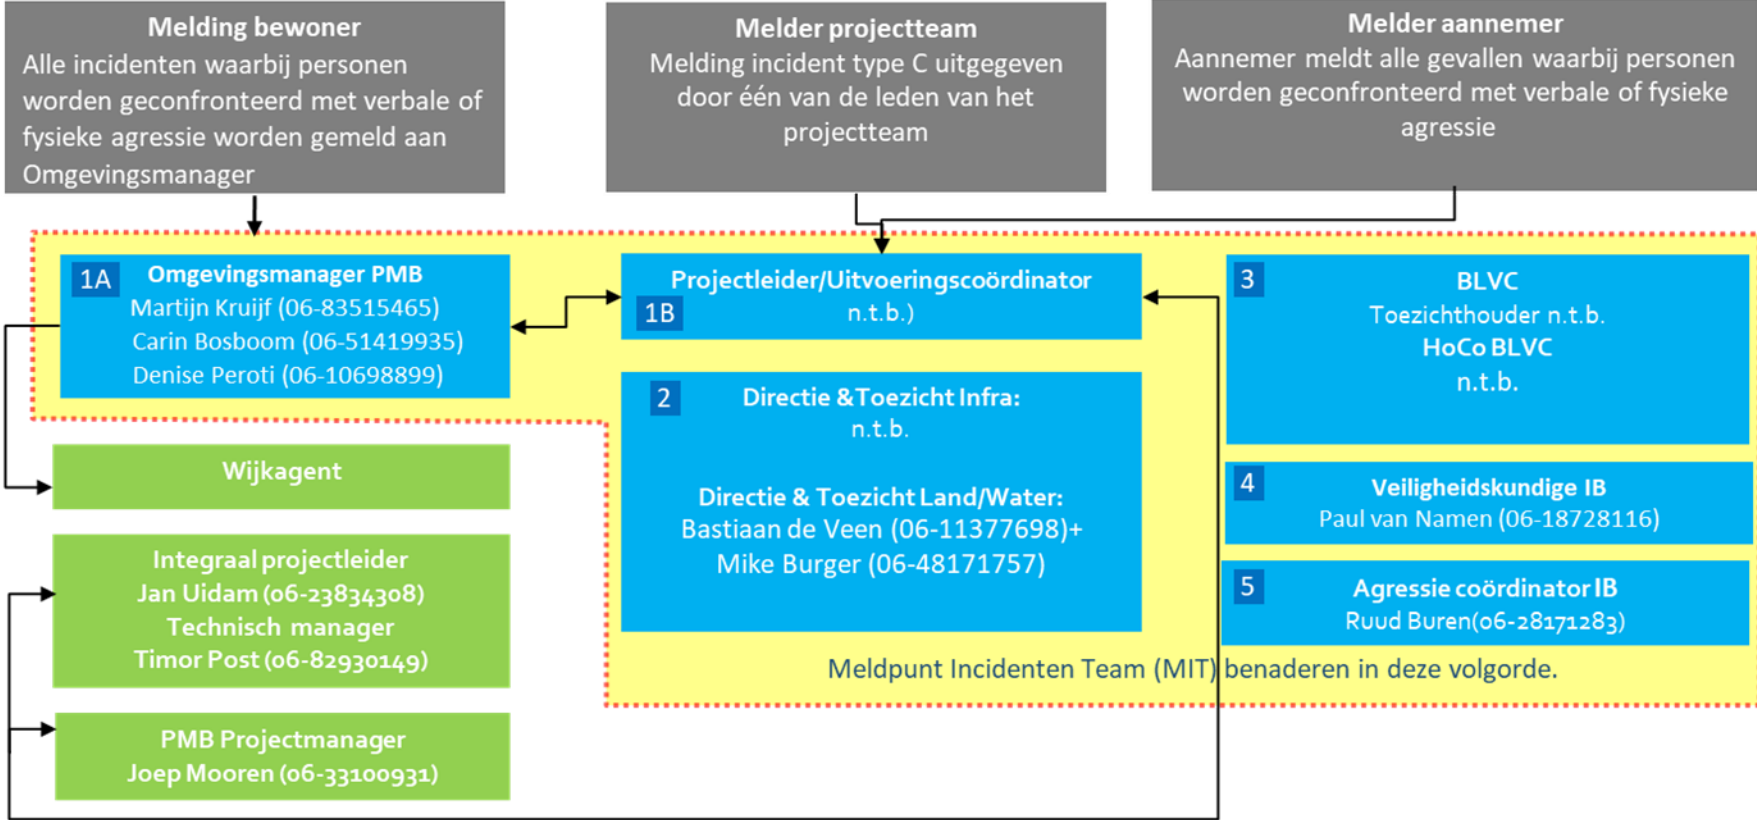 Melding bewoner
Alle incidenten waarbij personen
worden geconfronteerd met verbale of
fysieke agressie worden gemeld aan
Omgevingsmanager
Melder projectteam
Melding incident type C uitgegeven
door één van de leden van het
projectteam
Melder aannemer
Aannemer meldt alle gevallen waarbij personen
worden geconfronteerd met verbale of fysieke
agressie
1A
Omgevingsmanager PMB
Martijn Kruijf (06-83515465)
Carin Bosboom (06-51419935)
Denise Peroti (06-10698899)
Projectleider/Uitvoeringscoördinator
1B
n.t.b.)
2
Directie &Toezicht Infra:
n.t.b.
Directie & Toezicht Land/Water:
Bastiaan de Veen (06-11377698)+
Mike Burger (06-48171757)
3
BLVC
Toezichthouder n.t.b.
HoCo BLVC
n.t.b.
4
Veiligheidskundige IB
Paul van Namen (06-18728116)
5
Agressie coördinator IB
Ruud Buren(06-28171283)
Meldpunt Incidenten Team (MIT) benaderen in deze volgorde.
Wijkagent
Integraal projectleider
Jan Uidam (06-23834308)
Technisch manager
Timor Post (06-82930149)
PMB Projectmanager
Joep Mooren (06-33100931)